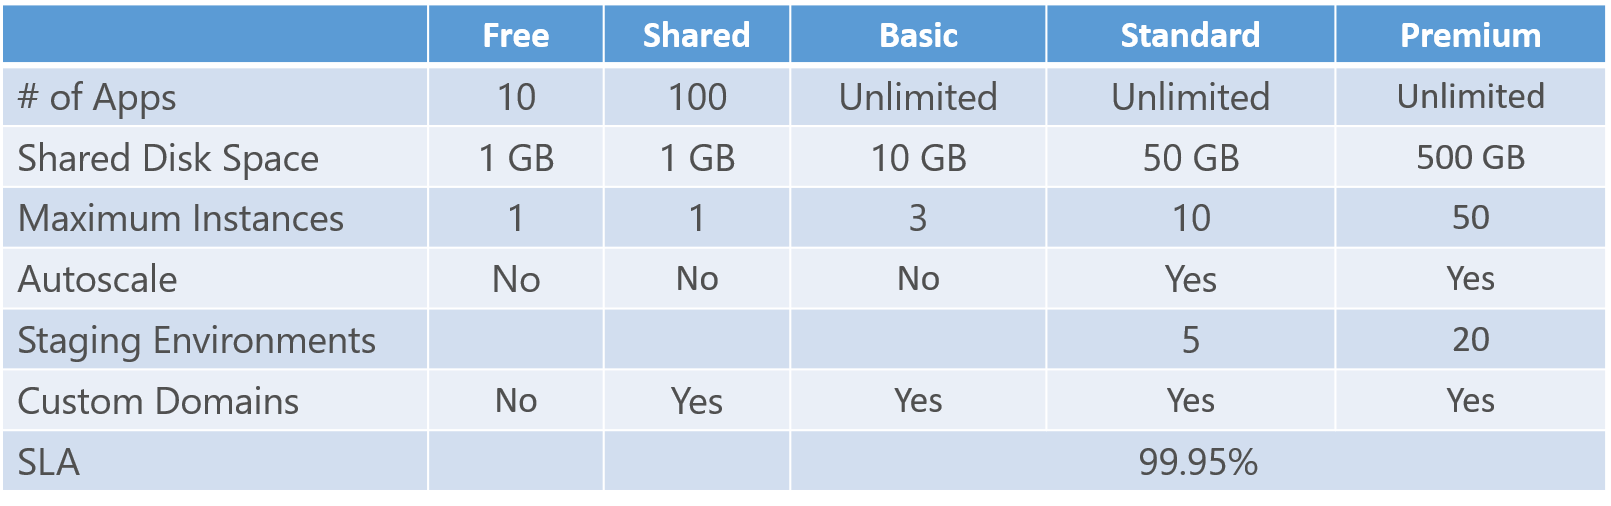 Free Shared Basic Standard Premium
# of Apps 10 100 Unlimited Unlimited Unlimited
Shared Disk Space 1 GB 1 GB 10 GB 50 GB 500 GB
Maximum Instances 1 1 3 10 50
Autoscale No No No Yes Yes
Staging Environments 5 20
Custom Domains No Yes Yes Yes Yes
SLA 99.95%